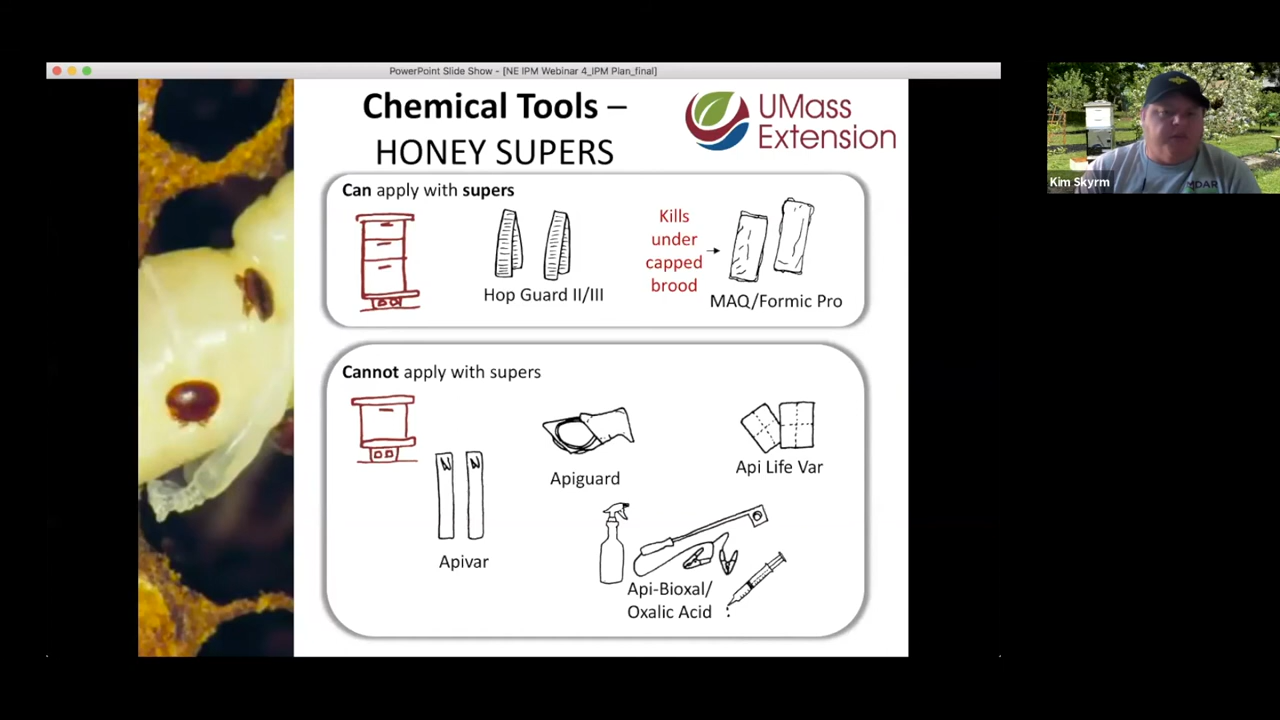 PowerPoint Slide Show - [NE IPM Webinar 4_IPM Plan_final]
Chemical Tools –
HONEY SUPERS
UMass
Extension
Can apply with supers
Kills
under
capped
brood
Hop Guard II/III
MAQ/Formic Pro
Cannot apply with supers
Apiguard
Api Life Var
Apivar
Api-Bioxal/
Oxalic Acid
Kim Skyrm
MDAR